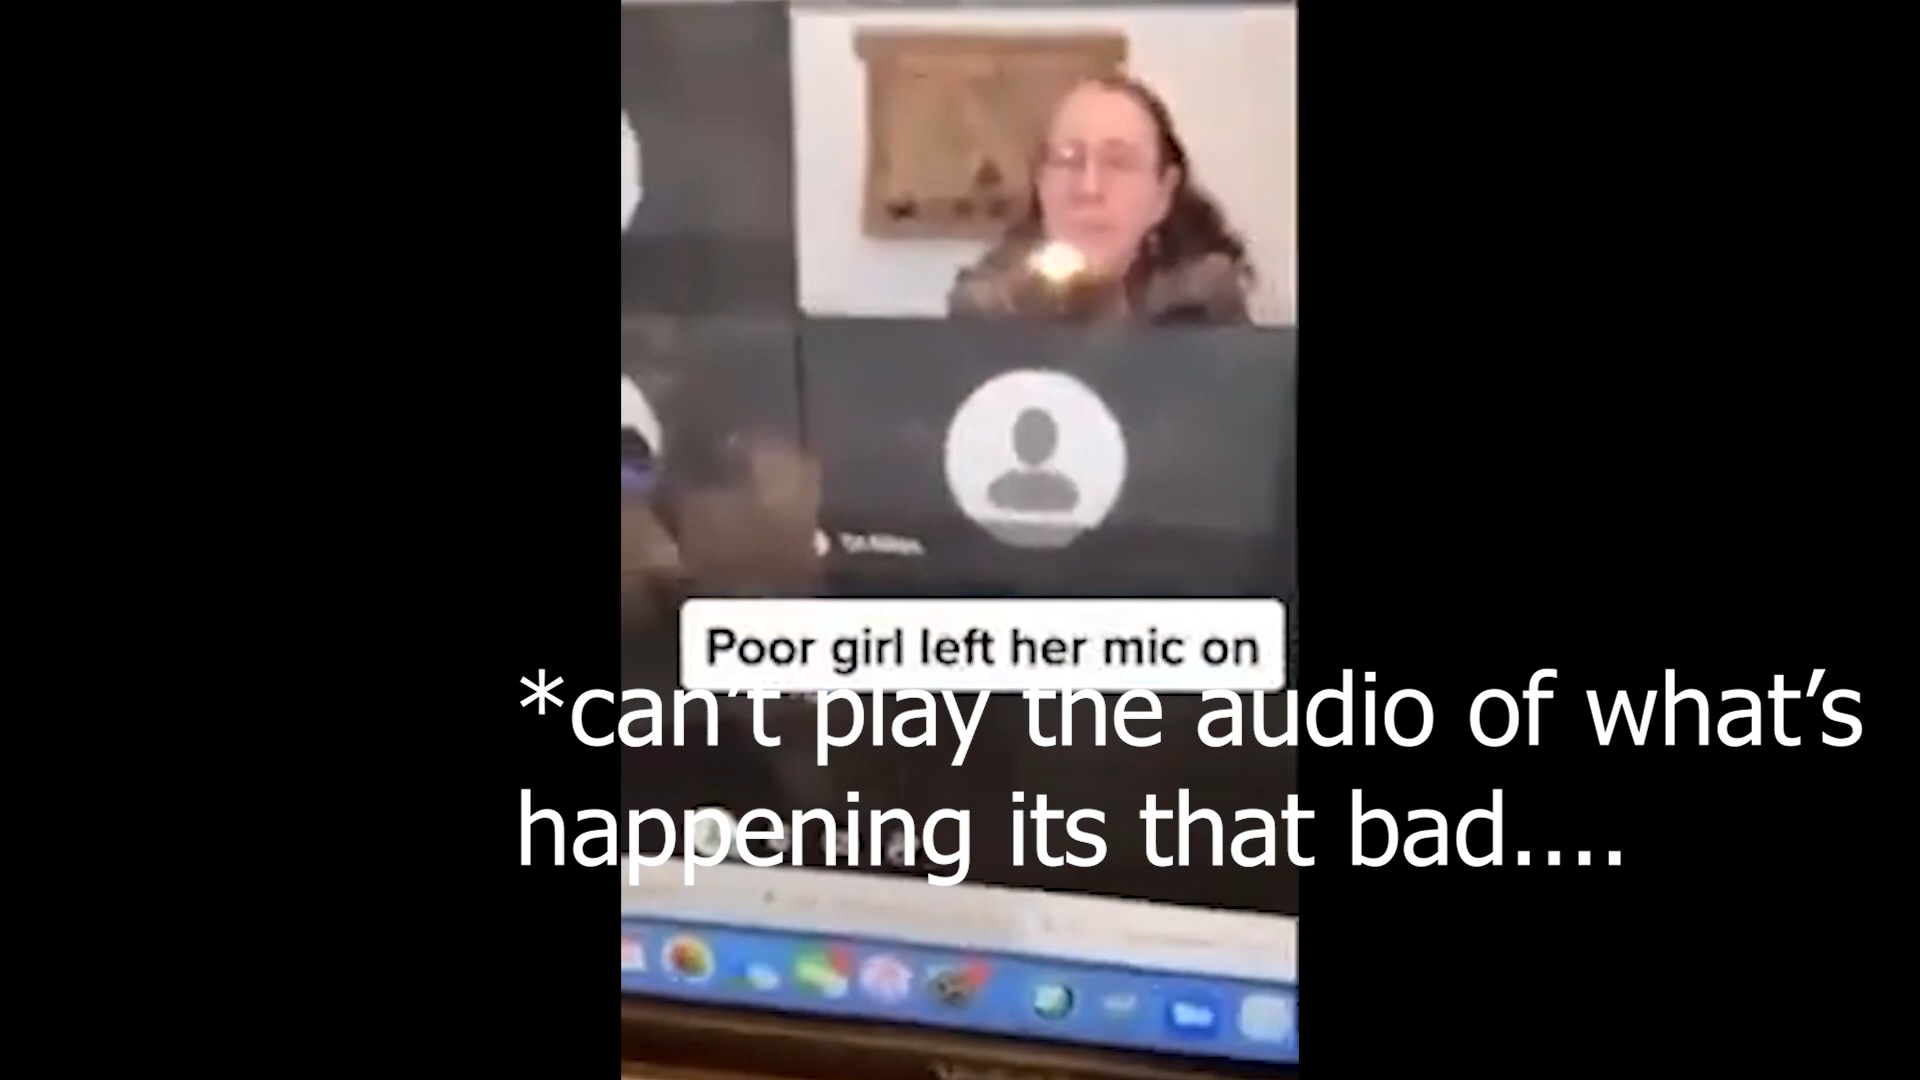 Poor girl left her mic on
*can't play the audio of what's
happening its that bad....